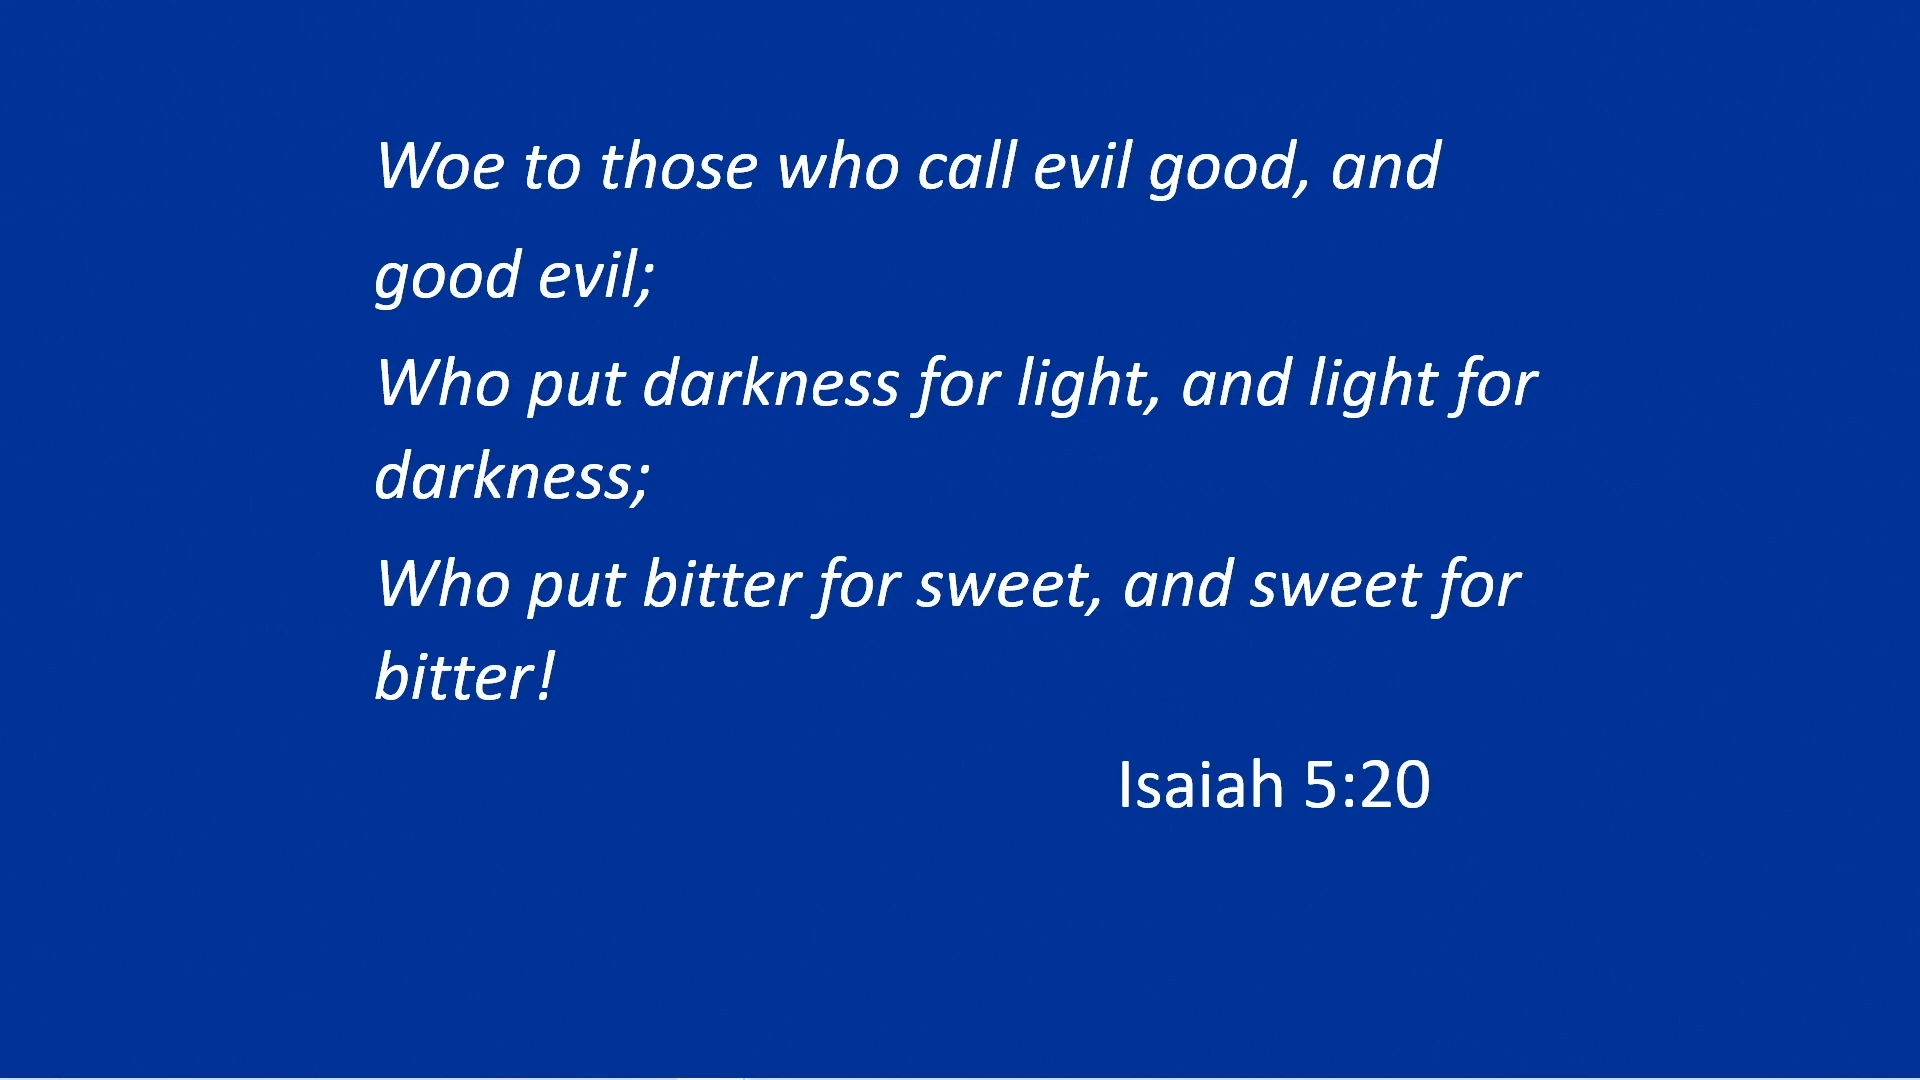 Woe to those who call evil good, and
good evil;
Who put darkness for light, and light for
darkness;
Who put bitter for sweet, and sweet for
bitter!
Isaiah 5:20